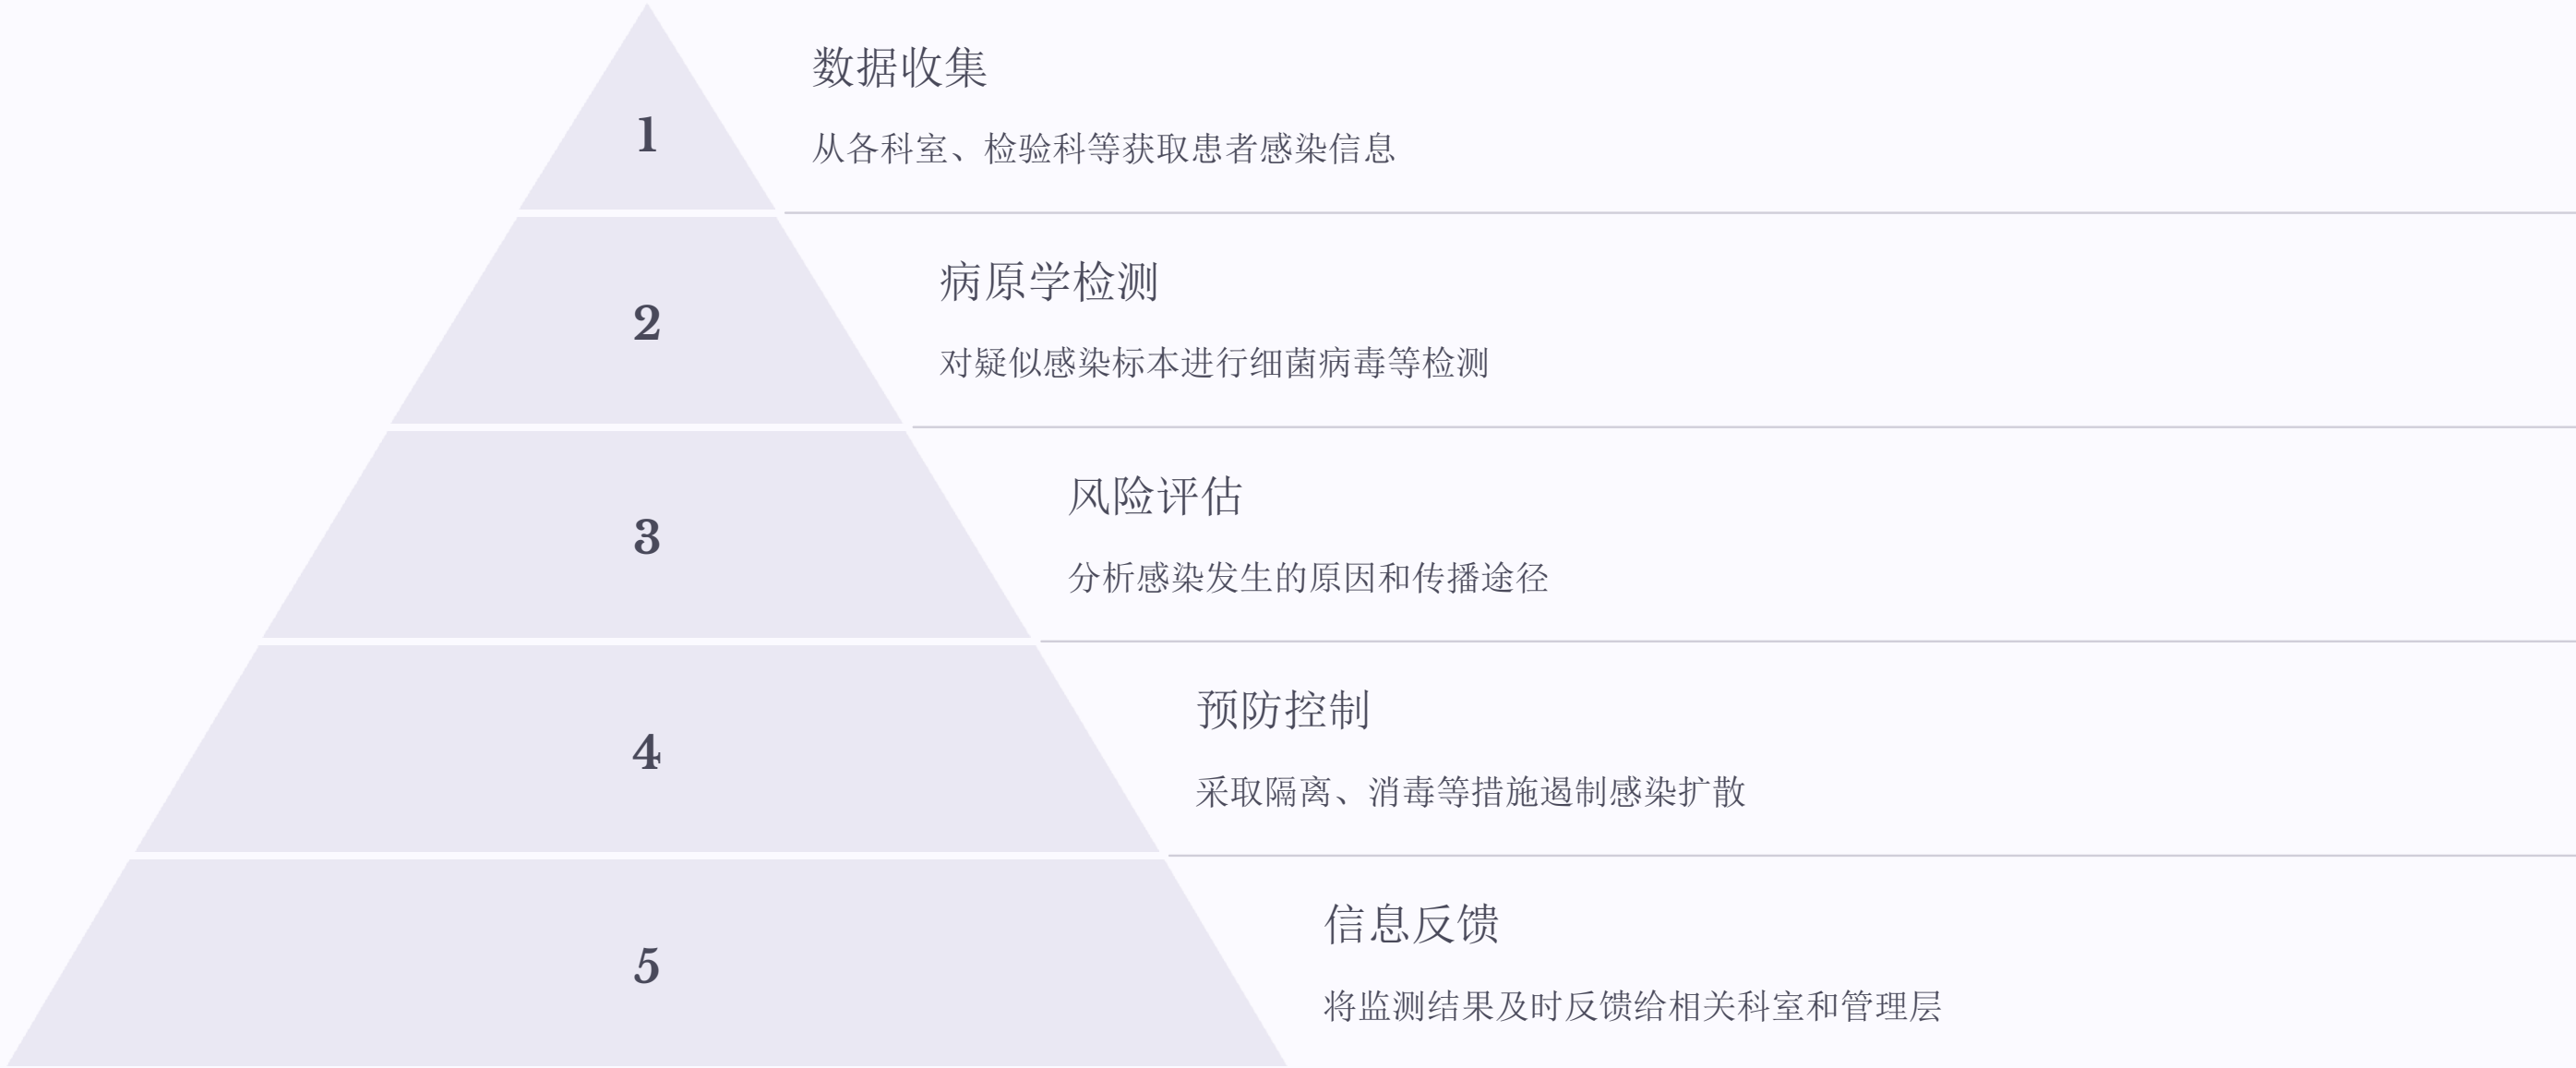 1
数据收集
从各科室、检验科等获取患者感染信息
2
病原学检测
对疑似感染标本进行细菌病毒等检测
3
风险评估
分析感染发生的原因和传播途径
4
预防控制
采取隔离、消毒等措施遏制感染扩散
5
信息反馈
将监测结果及时反馈给相关科室和管理层